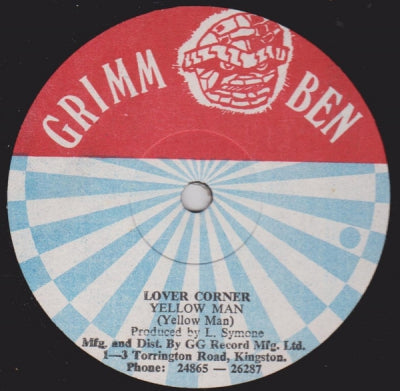 GRIMM BEN
LOVER CORNER
YELLOW MAN
(Yellow Man)
Produced by L. Symone
Mfg. and Dist. By GG Record Mfg. Ltd.
1—3 Torrington Road, Kingston.
Phone: 24865 — 26287